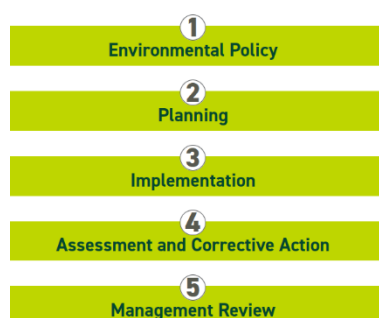 1
Environmental Policy
2
Planning
3
Implementation
4
Assessment and Corrective Action
5
Management Review